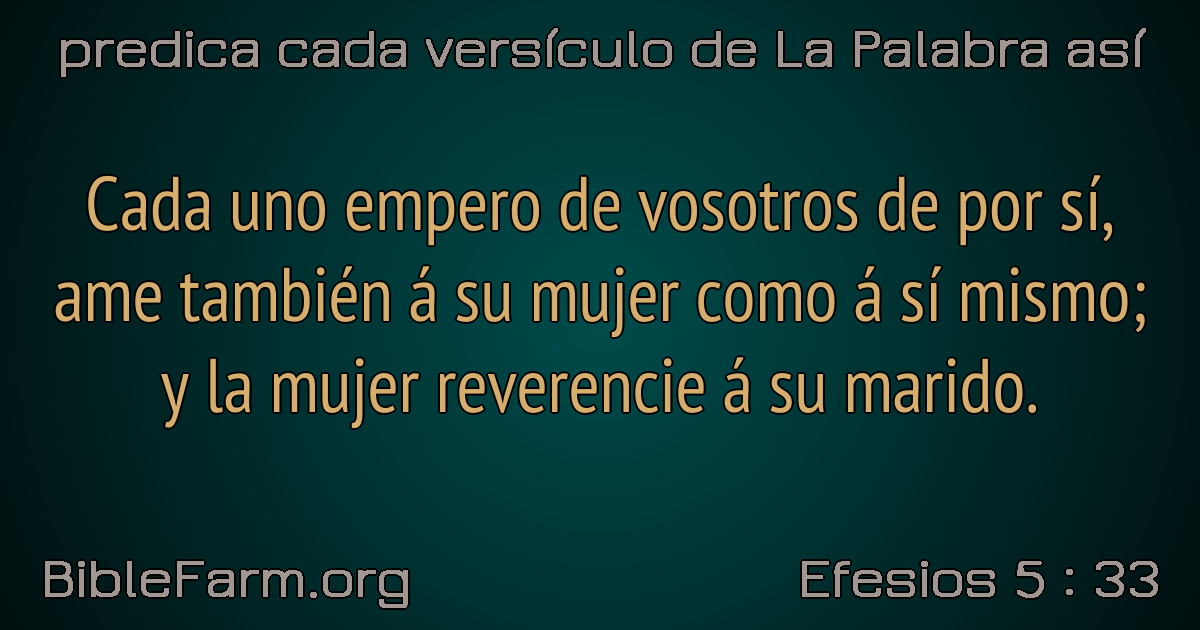 predica cada versículo de La Palabra así
Cada uno empero de vosotros de por sí,
ame también á su mujer como á sí mismo;
y la mujer reverencie á su marido.
BibleFarm.org
Efesios 5 : 33